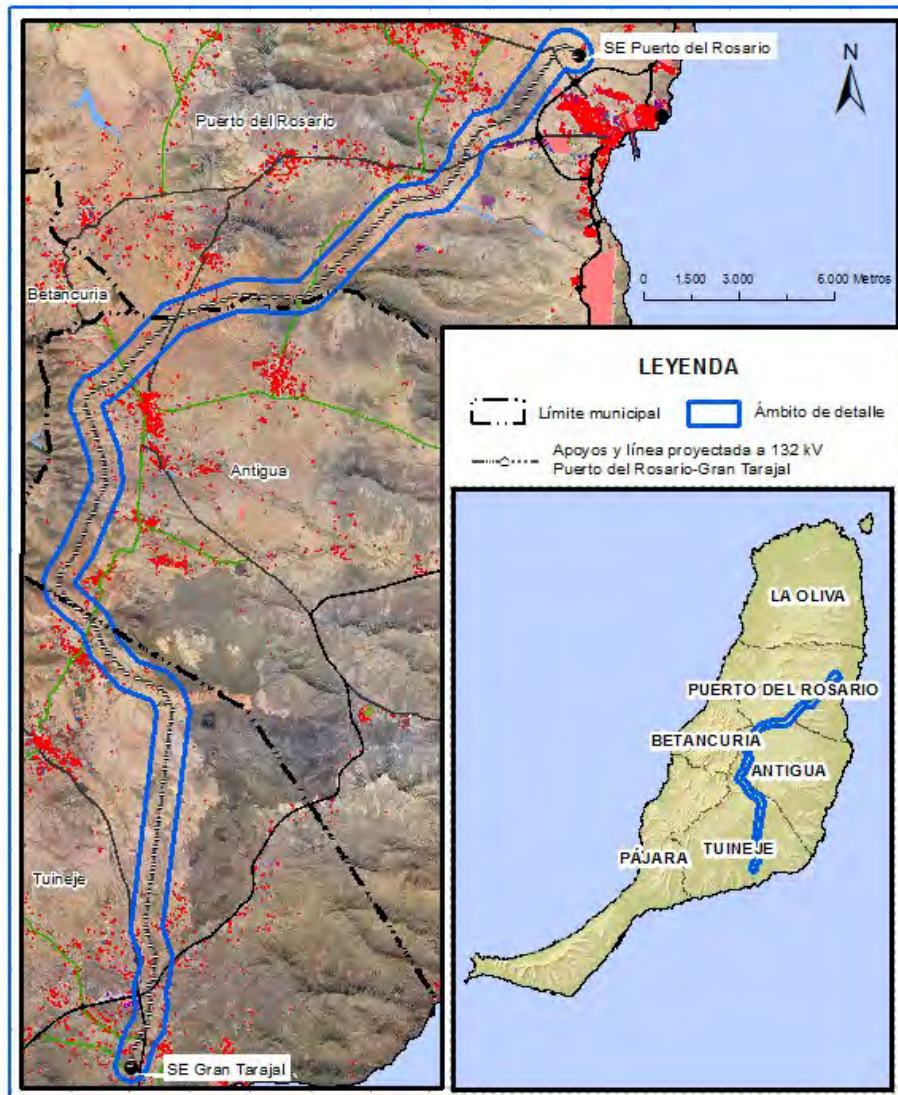 SE Puerto del Rosario
N
Puerto del Rosario
0 1.500 3.000 6.000 Metros
Betancuria
LEYENDA
Límite municipal
Ámbito de detalle
Apoyos y línea proyectada a 132 kV
Puerto del Rosario-Gran Tarajal
Antigua
LA OLIVA
PUERTO DEL ROSARIO
BETANCURIA
ANTIGUA
PÁJARA
TUINEJE
Tuineje
SE Gran Tarajal